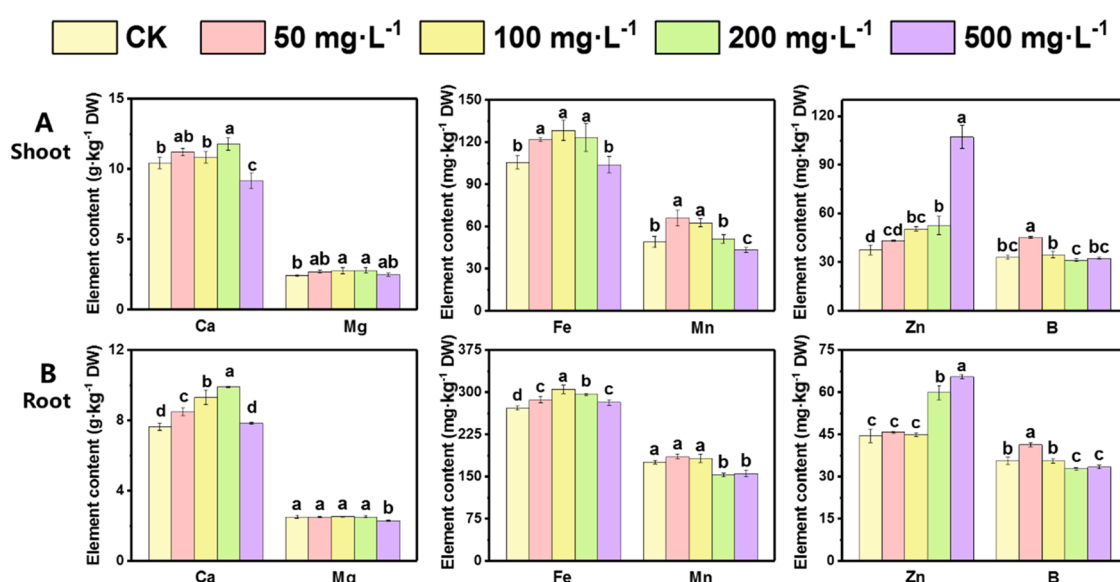 CK 50 mg·L⁻¹ 100 mg·L⁻¹ 200 mg·L⁻¹ 500 mg·L⁻¹
A
Shoot
Element content (g·kg⁻¹ DW)
15
10
5
0
b ab b a c
b ab a a ab
Ca Mg
Element content (mg·kg⁻¹ DW)
150
120
90
60
30
0
b a a a b
b a a b c
Fe Mn
Element content (mg·kg⁻¹ DW)
120
90
60
30
0
d cd bc b a
bc a b c bc
Zn B
B
Root
Element content (g·kg⁻¹ DW)
12
8
4
0
d c b a d
a a a a b
Ca Mg
Element content (mg·kg⁻¹ DW)
375
300
225
150
75
0
d c a b c
a a a b b
Fe Mn
Element content (mg·kg⁻¹ DW)
75
60
45
30
15
0
c c c b a
b a b c c
Zn B